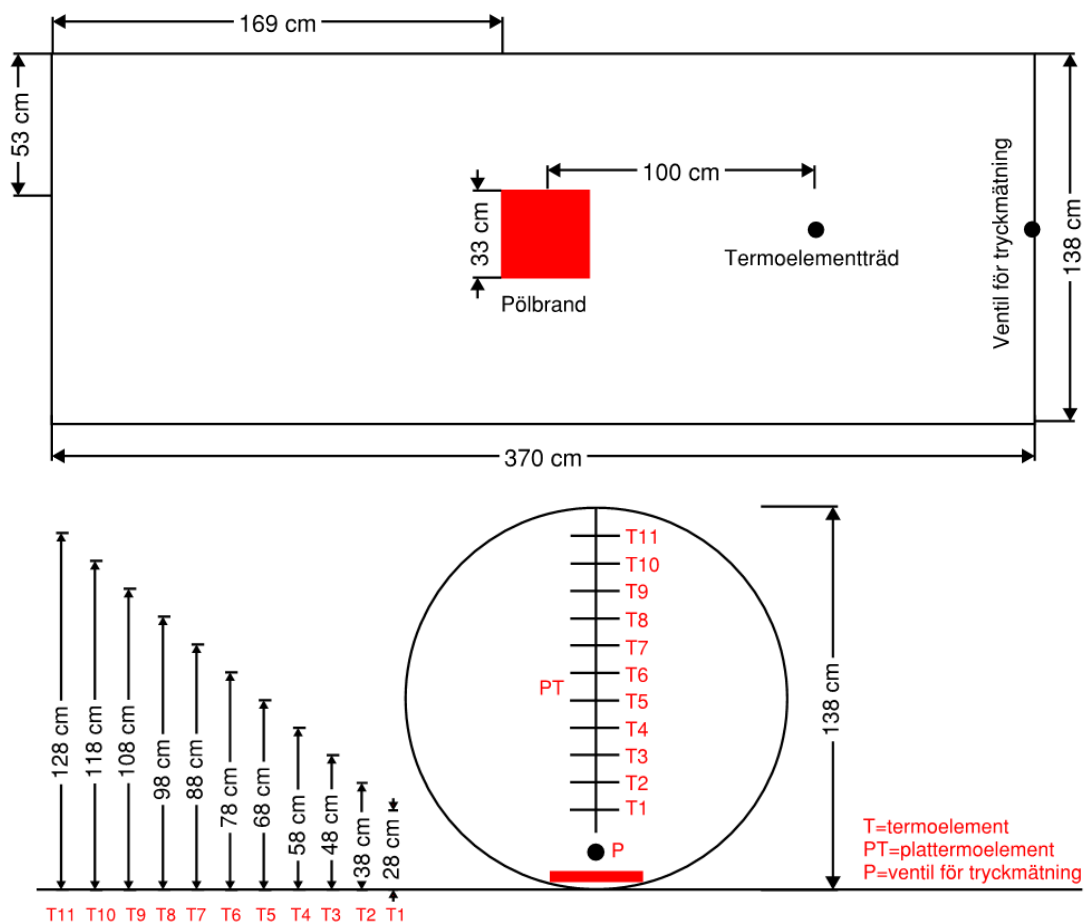 169 cm
53 cm
100 cm
33 cm
Termoelementträd
Pölbrand
Ventil för tryckmätning
138 cm
370 cm
T11
T10
T9
T8
T7
T6
PT
T5
T4
T3
T2
T1
P
138 cm
128 cm
118 cm
108 cm
98 cm
88 cm
78 cm
68 cm
58 cm
48 cm
38 cm
28 cm
T=termoelement
PT=plattermoelement
P=ventil för tryckmätning
T11 T10 T9 T8 T7 T6 T5 T4 T3 T2 T1